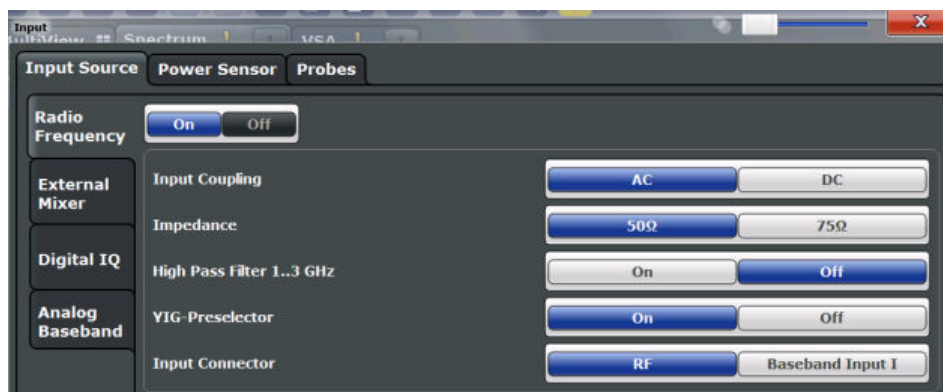 Input
MultiView Spectrum ! VSA !
Input Source Power Sensor Probes
Radio Frequency On Off
External Mixer
Digital IQ
Analog Baseband
Input Coupling AC DC
Impedance 50Ω 75Ω
High Pass Filter 1..3 GHz On Off
YIG-Preselector On Off
Input Connector RF Baseband Input I
X